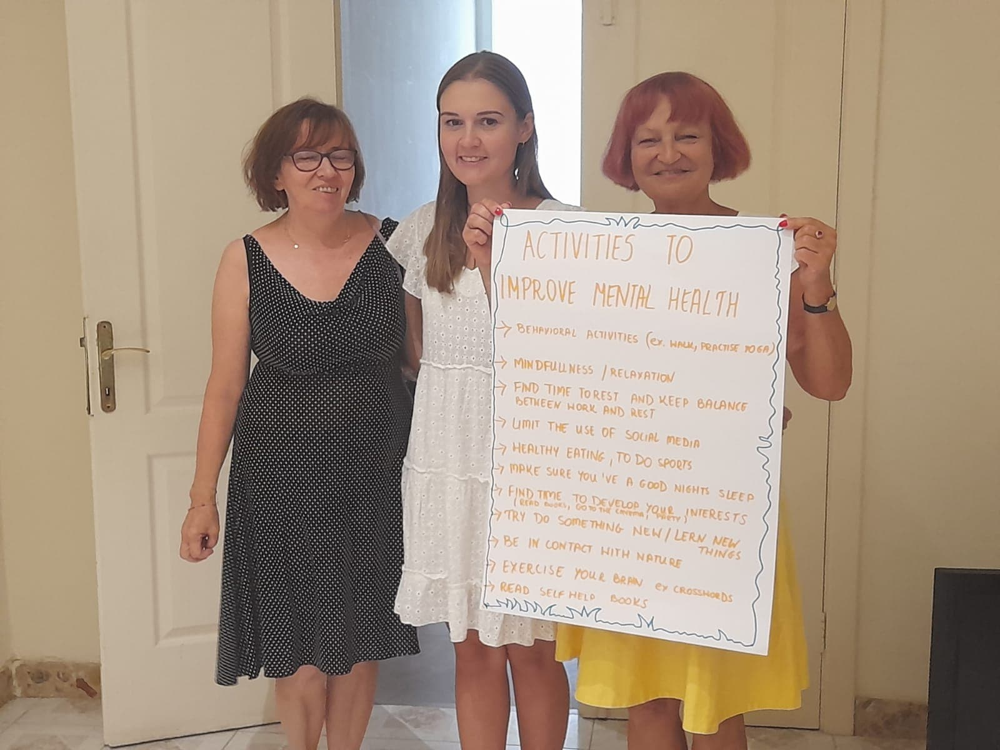 ACTIVITIES TO
IMPROVE MENTAL HEALTH
→ BEHAVIORAL ACTIVITIES (ex. WALK, PRACTISE YOGA)
→ MINDFULLNESS / RELAXATION
→ FIND TIME TO REST AND KEEP BALANCE
BETWEEN WORK AND REST
→ LIMIT THE USE OF SOCIAL MEDIA
→ HEALTHY EATING, TO DO SPORTS
→ MAKE SURE YOU'VE A GOOD NIGHTS SLEEP
→ FIND TIME TO DEVELOP YOUR INTERESTS
(READ BOOKS, GO TO THE CINEMA, PARTY)
→ TRY DO SOMETHING NEW / LERN NEW
THINGS
→ BE IN CONTACT WITH NATURE
→ EXERCISE YOUR BRAIN ex CROSSWORDS
→ READ SELF HELP BOOKS